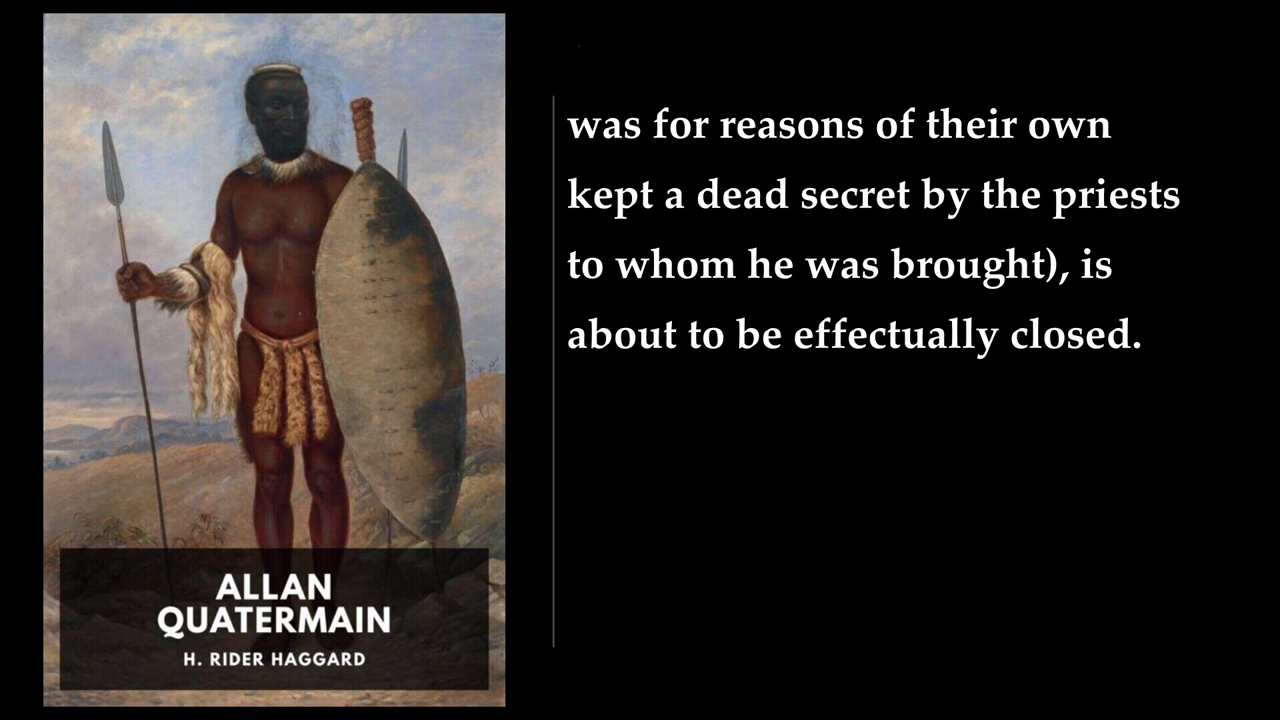 was for reasons of their own
kept a dead secret by the priests
to whom he was brought), is
about to be effectually closed.
ALLAN
QUATERMAIN
H. RIDER HAGGARD